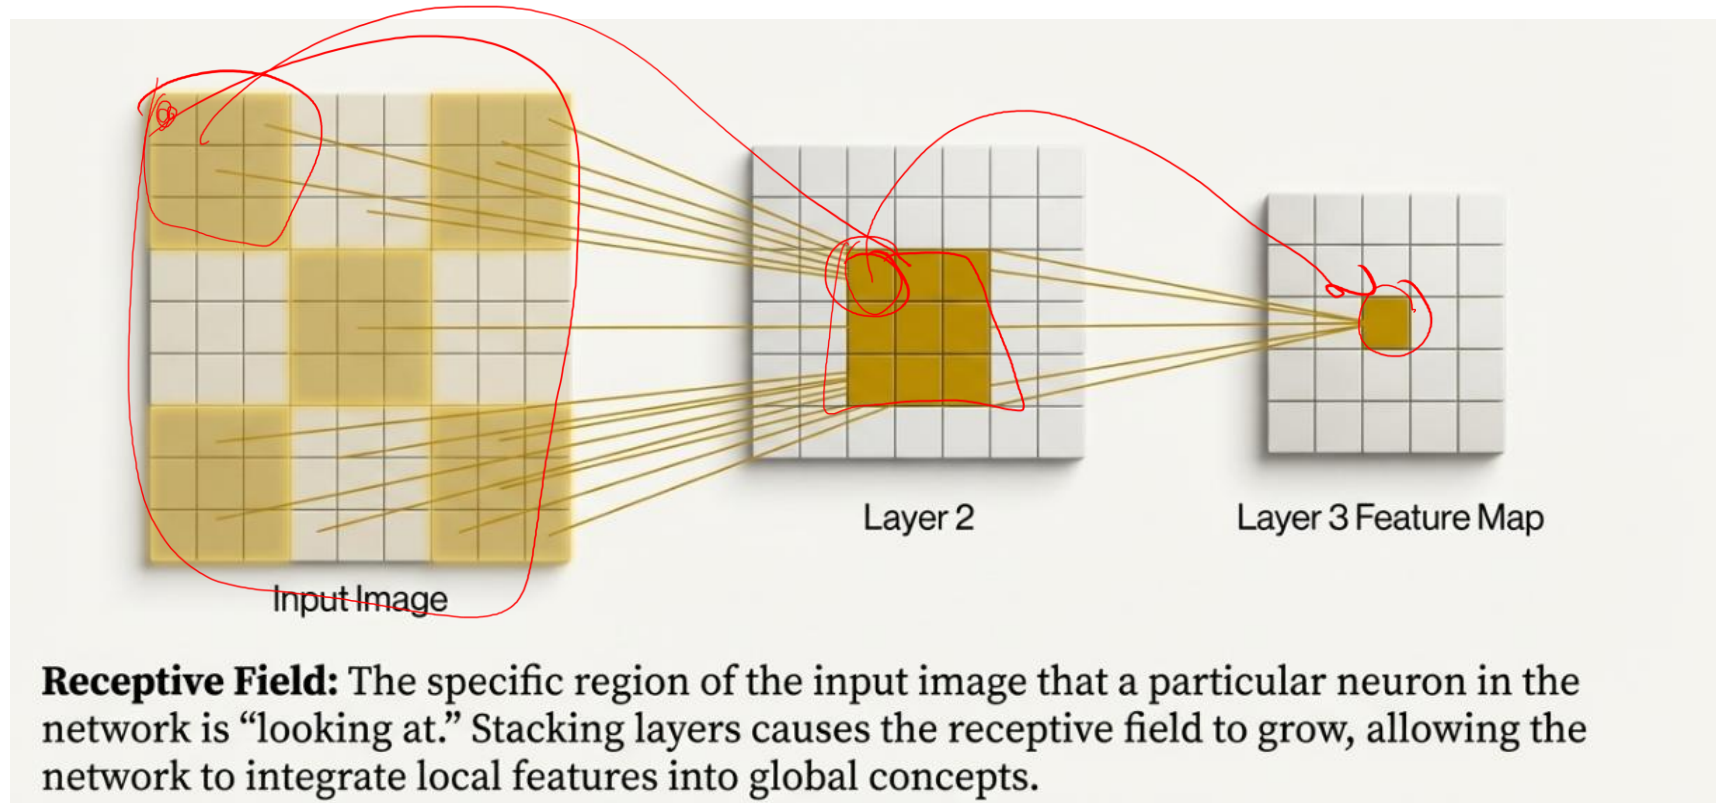 Input Image
Layer 2
Layer 3 Feature Map
Receptive Field: The specific region of the input image that a particular neuron in the
network is “looking at.” Stacking layers causes the receptive field to grow, allowing the
network to integrate local features into global concepts.